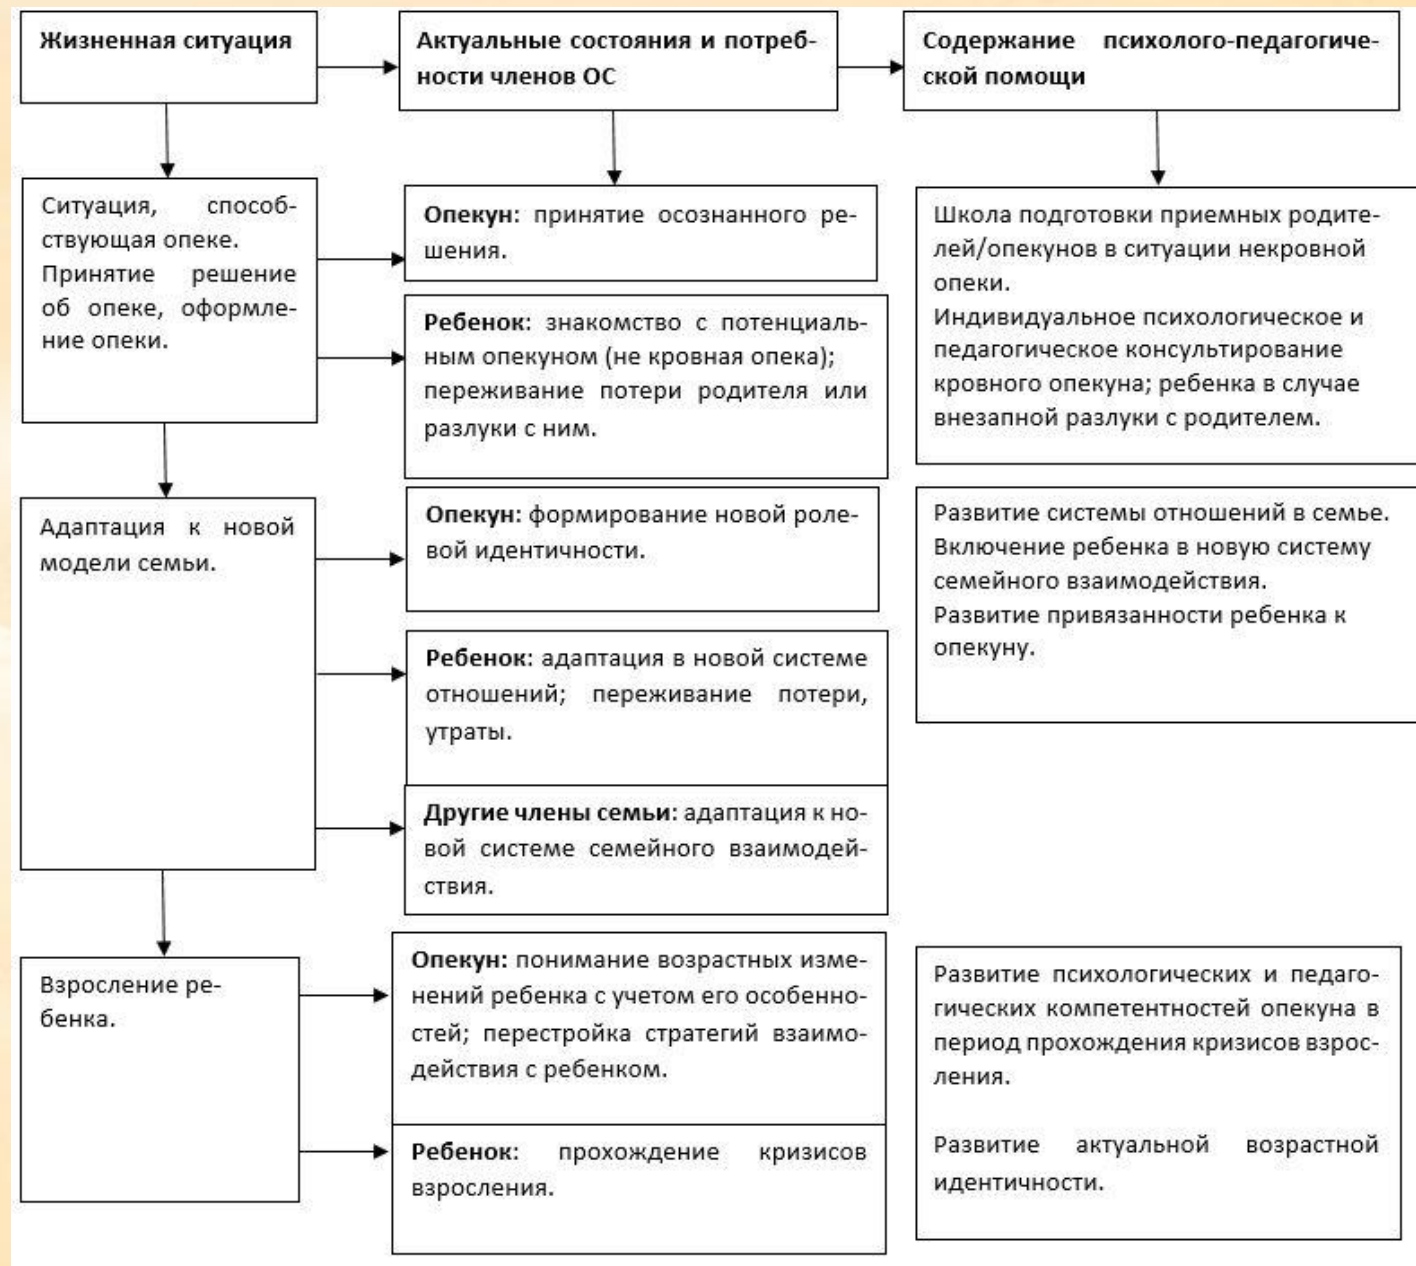 Жизненная ситуация
Актуальные состояния и потреб-
ности членов ОС
Содержание психолого-педагогиче-
ской помощи
Ситуация, способ-
ствующая опеке.
Принятие решение
об опеке, оформле-
ние опеки.
Опекун: принятие осознанного ре-
шения.
Ребенок: знакомство с потенциаль-
ным опекуном (не кровная опека);
переживание потери родителя или
разлуки с ним.
Школа подготовки приемных родите-
лей/опекунов в ситуации некровной
опеки.
Индивидуальное психологическое и
педагогическое консультирование
кровного опекуна; ребенка в случае
внезапной разлуки с родителем.
Адаптация к новой
модели семьи.
Опекун: формирование новой роле-
вой идентичности.
Ребенок: адаптация в новой системе
отношений; переживание потери,
утраты.
Другие члены семьи: адаптация к но-
вой системе семейного взаимодей-
ствия.
Развитие системы отношений в семье.
Включение ребенка в новую систему
семейного взаимодействия.
Развитие привязанности ребенка к
опекуну.
Взросление ре-
бенка.
Опекун: понимание возрастных изме-
нений ребенка с учетом его особенно-
стей; перестройка стратегий взаимо-
действия с ребенком.
Ребенок: прохождение кризисов
взросления.
Развитие психологических и педаго-
гических компетентностей опекуна в
период прохождения кризисов взрос-
ления.
Развитие актуальной возрастной
идентичности.